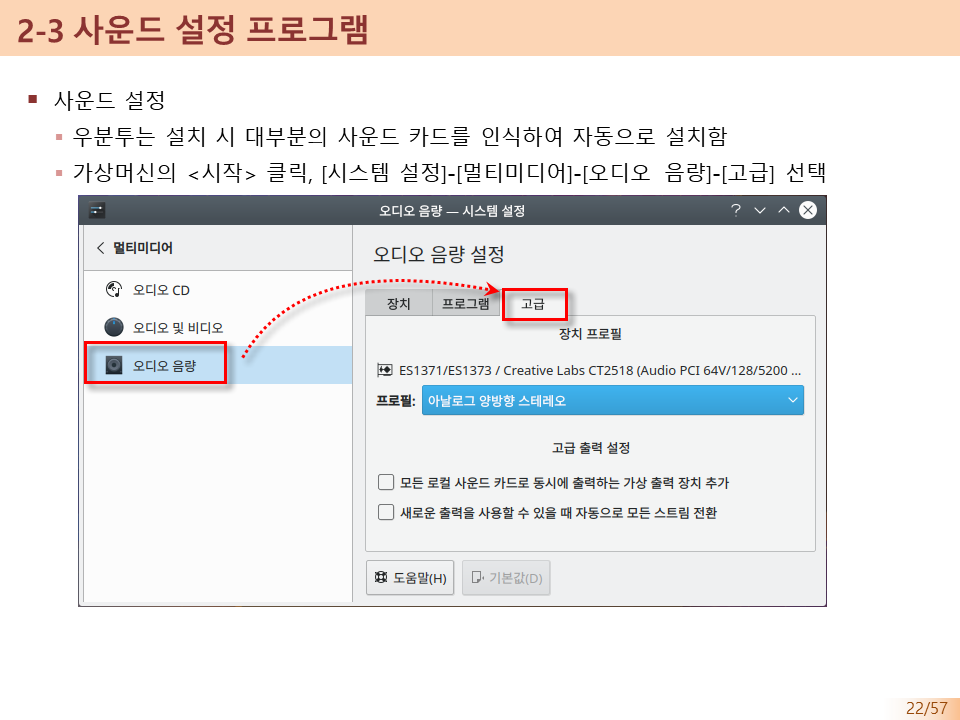 2-3 사운드 설정 프로그램
사운드 설정
우분투는 설치 시 대부분의 사운드 카드를 인식하여 자동으로 설치함
가상머신의 <시작> 클릭, [시스템 설정]-[멀티미디어]-[오디오 음량]-[고급] 선택
오디오 음량 — 시스템 설정
멀티미디어
오디오 CD
오디오 및 비디오
오디오 음량
오디오 음량 설정
장치 프로그램 고급
장치 프로필
ES1371/ES1373 / Creative Labs CT2518 (Audio PCI 64V/128/5200 ...
프로필: 아날로그 양방향 스테레오
고급 출력 설정
모든 로컬 사운드 카드로 동시에 출력하는 가상 출력 장치 추가
새로운 출력을 사용할 수 있을 때 자동으로 모든 스트림 전환
도움말(H) 기본값(D)
22/57